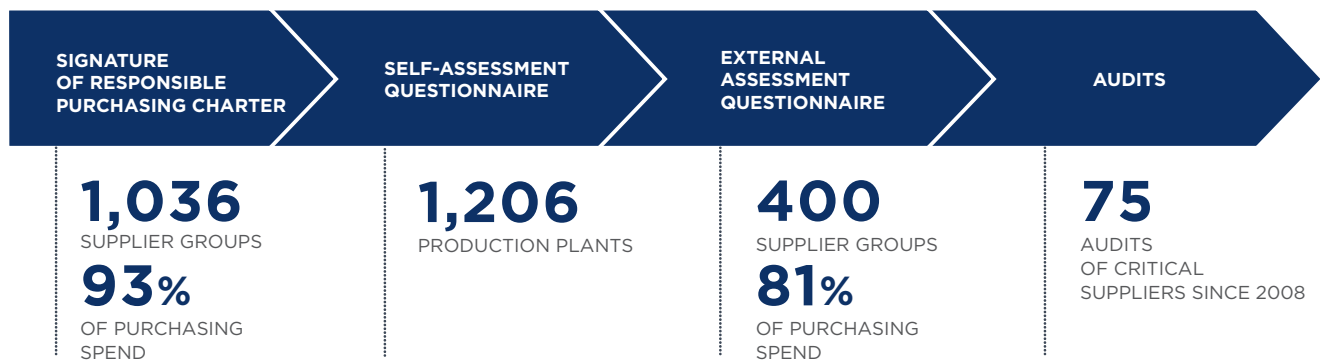 SIGNATURE
OF RESPONSIBLE
PURCHASING CHARTER
SELF-ASSESSMENT
QUESTIONNAIRE
EXTERNAL
ASSESSMENT
QUESTIONNAIRE
AUDITS
1,036
SUPPLIER GROUPS
93%
OF PURCHASING
SPEND
1,206
PRODUCTION PLANTS
400
SUPPLIER GROUPS
81%
OF PURCHASING
SPEND
75
AUDITS
OF CRITICAL
SUPPLIERS SINCE 2008